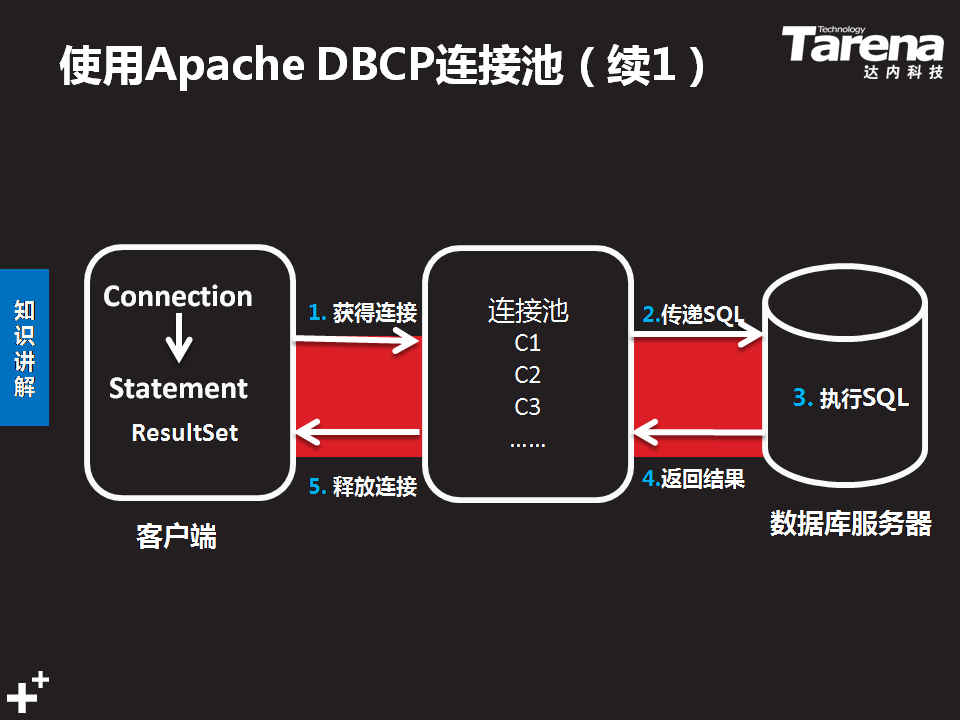 使用Apache DBCP连接池（续1）
Technology
Tarena
达内科技
知识讲解
Connection
Statement
ResultSet
客户端
1. 获得连接
5. 释放连接
连接池
C1
C2
C3
……
2.传递SQL
4.返回结果
3. 执行SQL
数据库服务器